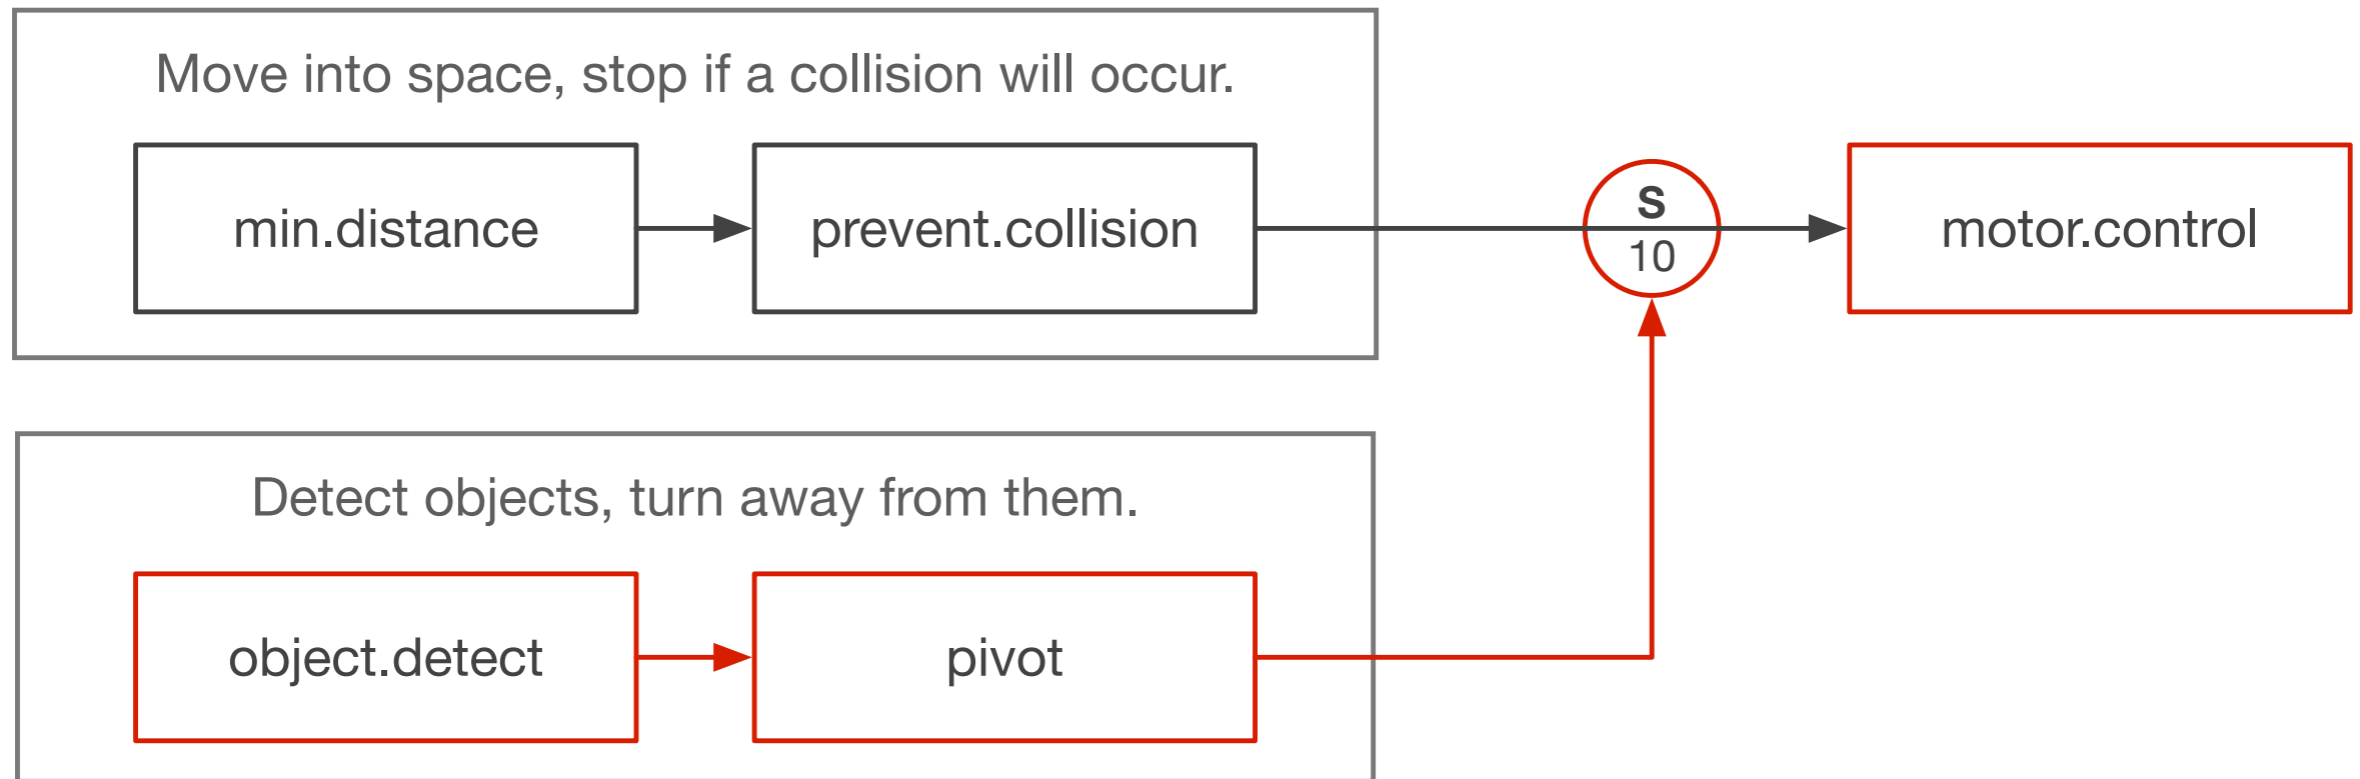 Move into space, stop if a collision will occur.
min.distance
prevent.collision
S
10
motor.control
Detect objects, turn away from them.
object.detect
pivot